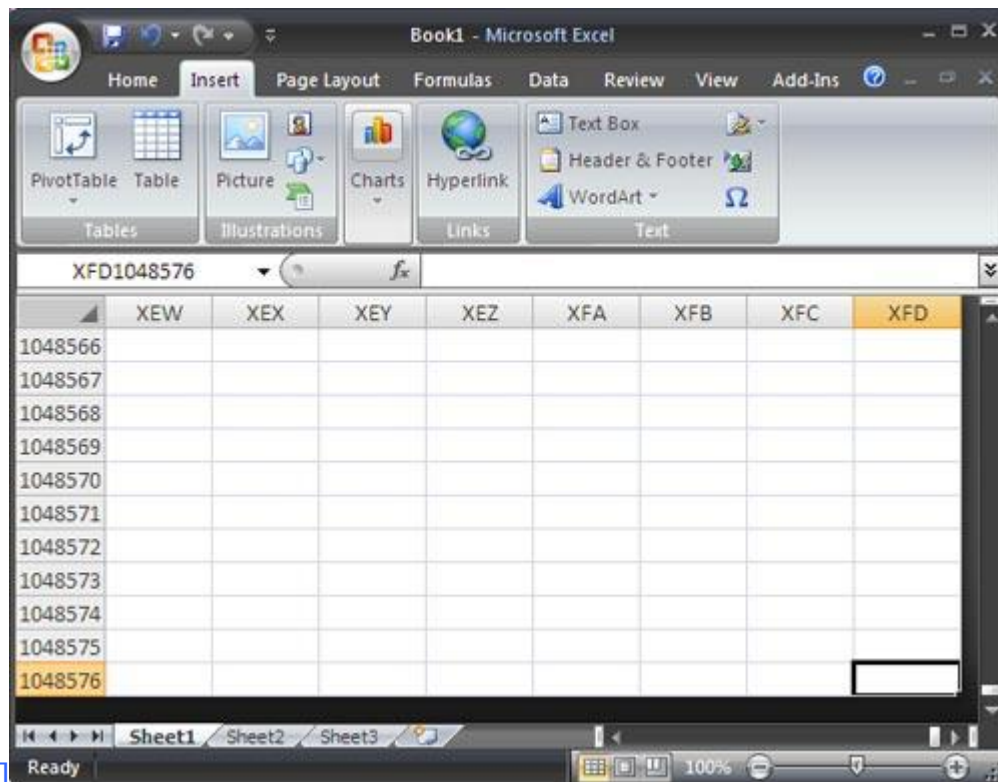 Book1 - Microsoft Excel
Home Insert Page Layout Formulas Data Review View Add-Ins
PivotTable Table Picture Charts Hyperlink Text Box
Header & Footer
WordArt
Ω
Tables Illustrations Links Text
XFD1048576 fx
XEW XEX XEY XEZ XFA XFB XFC XFD
1048566
1048567
1048568
1048569
1048570
1048571
1048572
1048573
1048574
1048575
1048576
Sheet1 Sheet2 Sheet3
Ready 100%